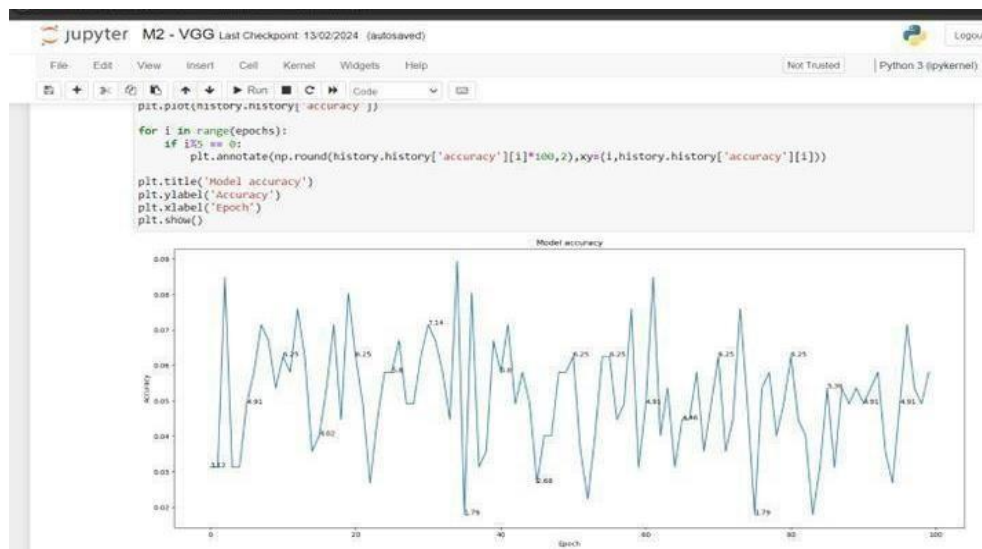 jupyter M2 - VGG Last Checkpoint: 13/02/2024 (autosaved)
Logou
File Edit View Insert Cell Kernel Widgets Help
Not Trusted
Python 3 (ipykernel)
Run
Code
plt.plot(history.history['accuracy'])
for i in range(epochs):
if i%5 == 0:
plt.annotate(np.round(history.history['accuracy'][i]*100,2),xy=(i,history.history['accuracy'][i]))
plt.title('Model accuracy')
plt.ylabel('Accuracy')
plt.xlabel('Epoch')
plt.show()
Model accuracy
Accuracy
0.09
0.08
0.07
0.06
0.05
0.04
0.03
0.02
4.91
6.25
4.02
6.25
5.8
7.14
1.79
5.8
2.68
6.25
6.25
4.91
4.46
6.25
1.79
6.25
5.36
4.91
4.91
0 20 40 60 80 100
Epoch